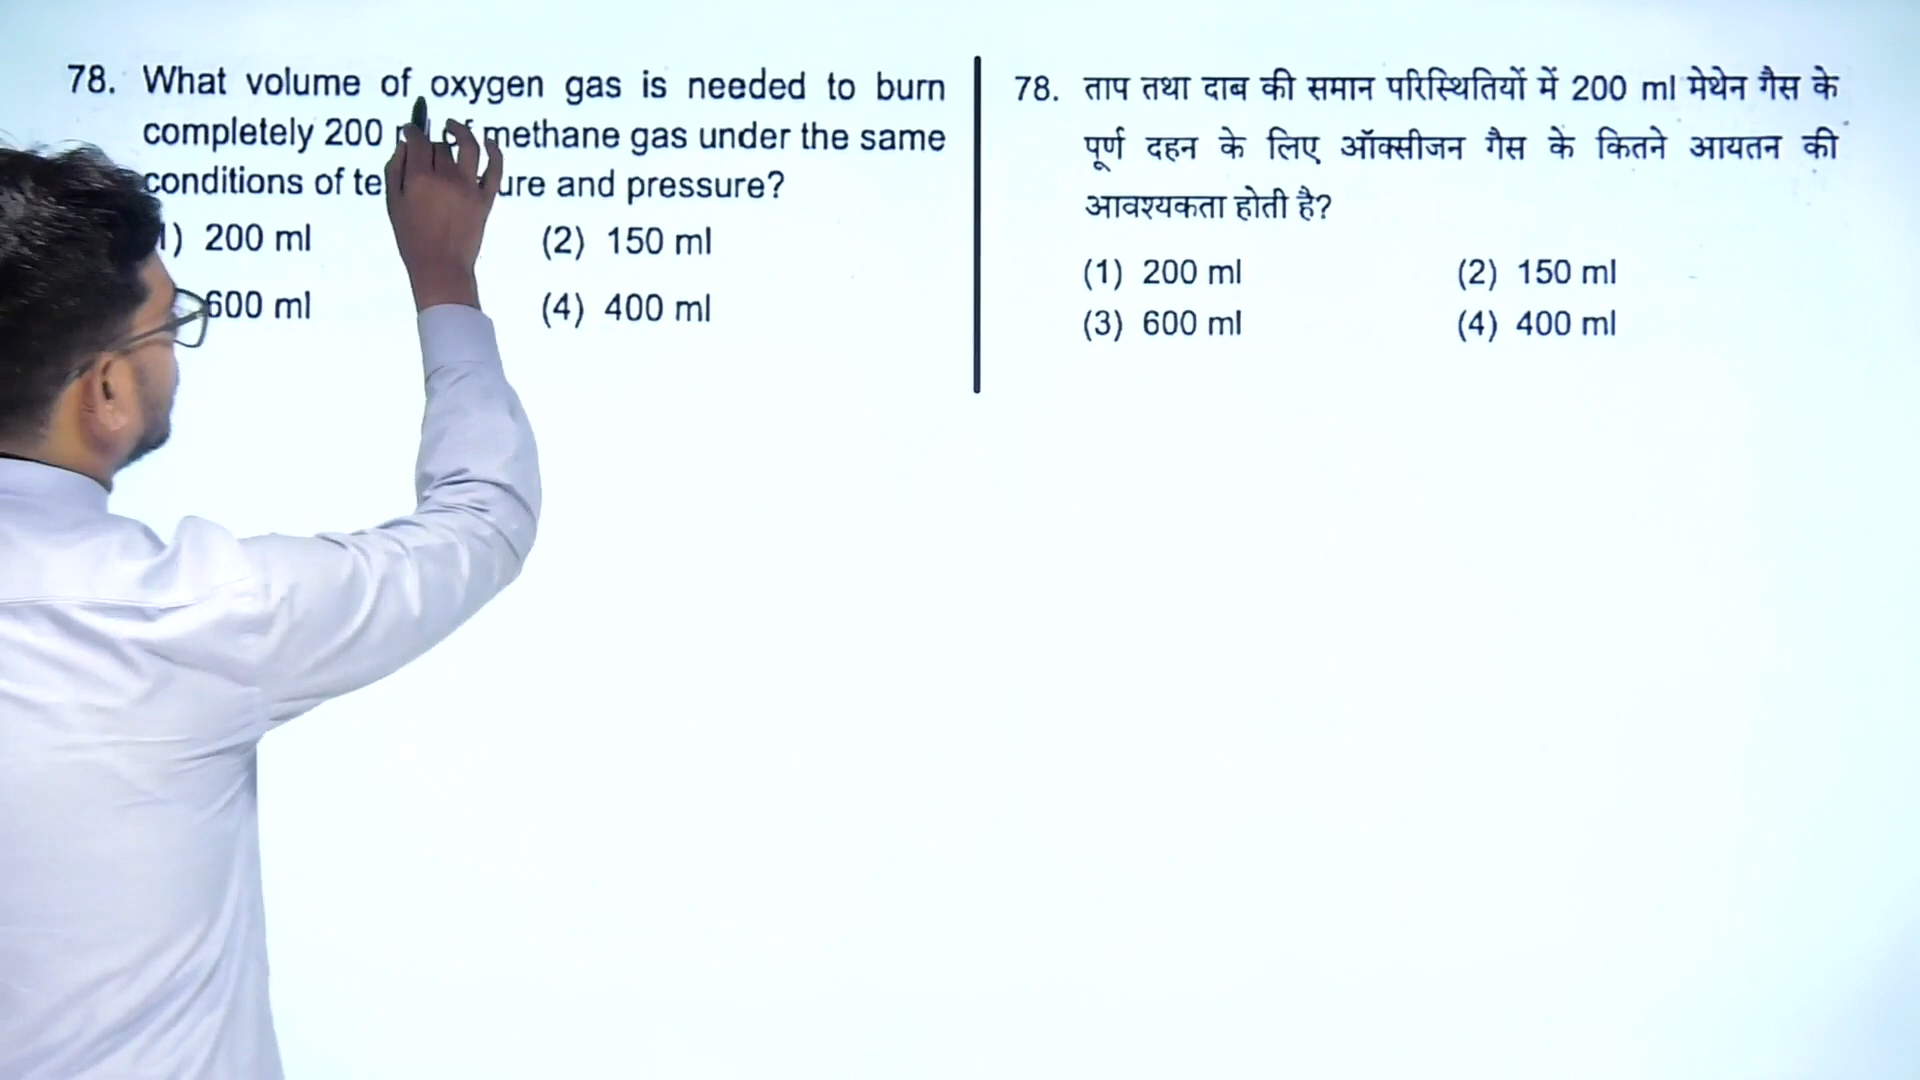 78. What volume of oxygen gas is needed to burn
completely 200 methane gas under the same
conditions of and pressure?
200 ml (2) 150 ml
600 ml (4) 400 ml
78. ताप तथा दाब की समान परिस्थितियों में 200 ml मेथेन गैस के
पूर्ण दहन के लिए ऑक्सीजन गैस के कितने आयतन की
आवश्यकता होती है?
(1) 200 ml (2) 150 ml
(3) 600 ml (4) 400 ml